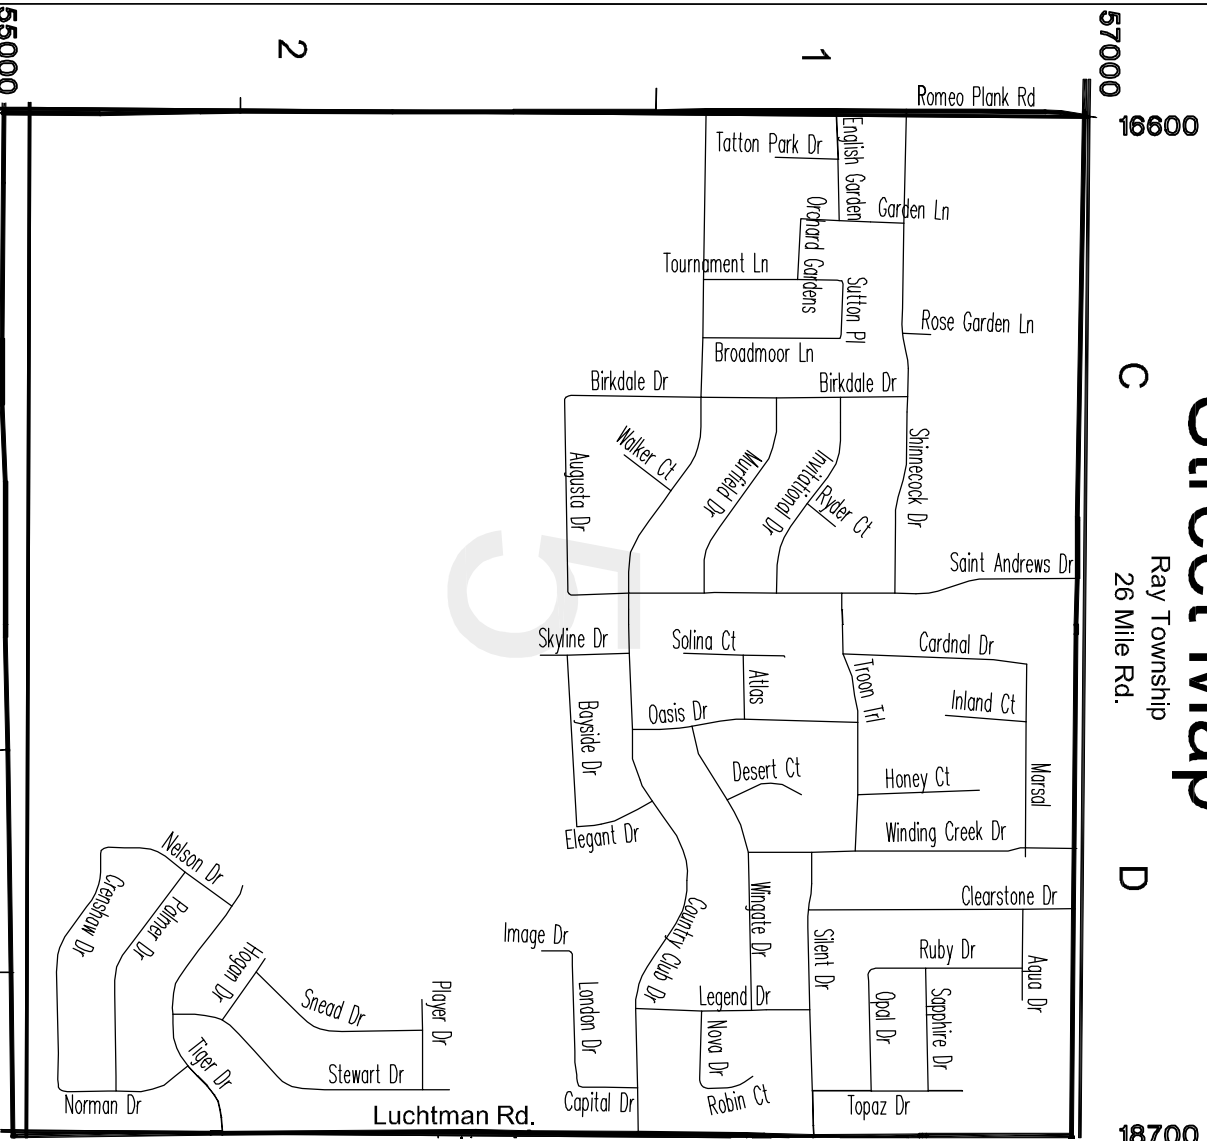 55000
2
1
57000
Romeo Plank Rd
16600
Tatton Park Dr
English Garden
Garden Ln
Orchard Gardens
Tournament Ln
Sutton Pl
Rose Garden Ln
Broadmoor Ln
Birkdale Dr
Birkdale Dr
C
Walker Ct
Augusta Dr
Murfield Dr
Invitational Dr
Ryder Ct
Shinnecock Dr
Saint Andrews Dr
Street Map
Ray Township
26 Mile Rd.
5
Skyline Dr
Solina Ct
Cardnal Dr
Atlas
Troon Trl
Inland Ct
Oasis Dr
Bayside Dr
Desert Ct
Honey Ct
Marsal
Elegant Dr
Winding Creek Dr
Nelson Dr
Crenshaw Dr
Palmer Dr
D
Wingate Dr
Clearstone Dr
Country Club Dr
Image Dr
Silent Dr
Ruby Dr
Aqua Dr
Hogan Dr
Snead Dr
Player Dr
London Dr
Legend Dr
Opal Dr
Sapphire Dr
Nova Dr
Tiger Dr
Stewart Dr
Norman Dr
Capital Dr
Robin Ct
Topaz Dr
Luchtman Rd.
18700